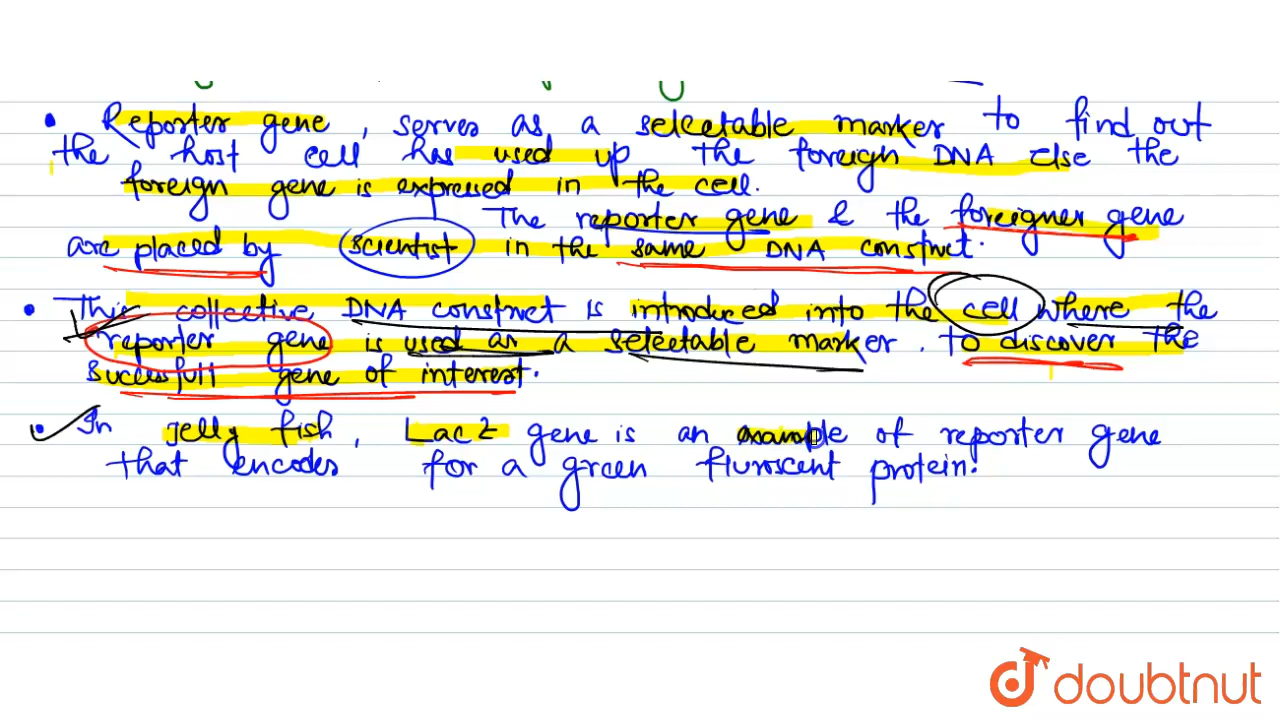 Reporter gene, serves as a selectable marker to find out
the host cell has used up the foreign DNA else the
foreign gene is expressed in the cell.
The reporter gene & the foreigner gene
are placed by scientist in the same DNA construct.
This collective DNA construct is introduced into the cell where the
reporter gene is used as a selectable marker. to discover the
successfull gene of interest.
In Jelly fish, Lac Z gene is an example of reporter gene
that encodes for a green fluroscent protein.
doubtnut